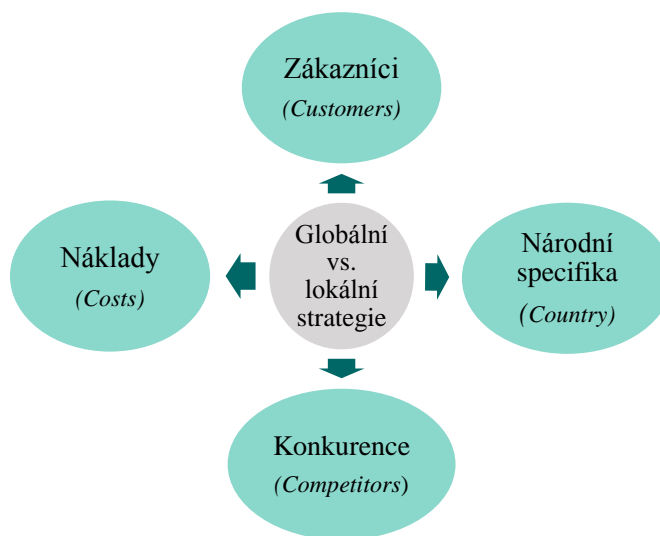 Zákazníci
(Customers)
Náklady
(Costs)
Globální
vs.
lokální
strategie
Národní
specifika
(Country)
Konkurence
(Competitors)